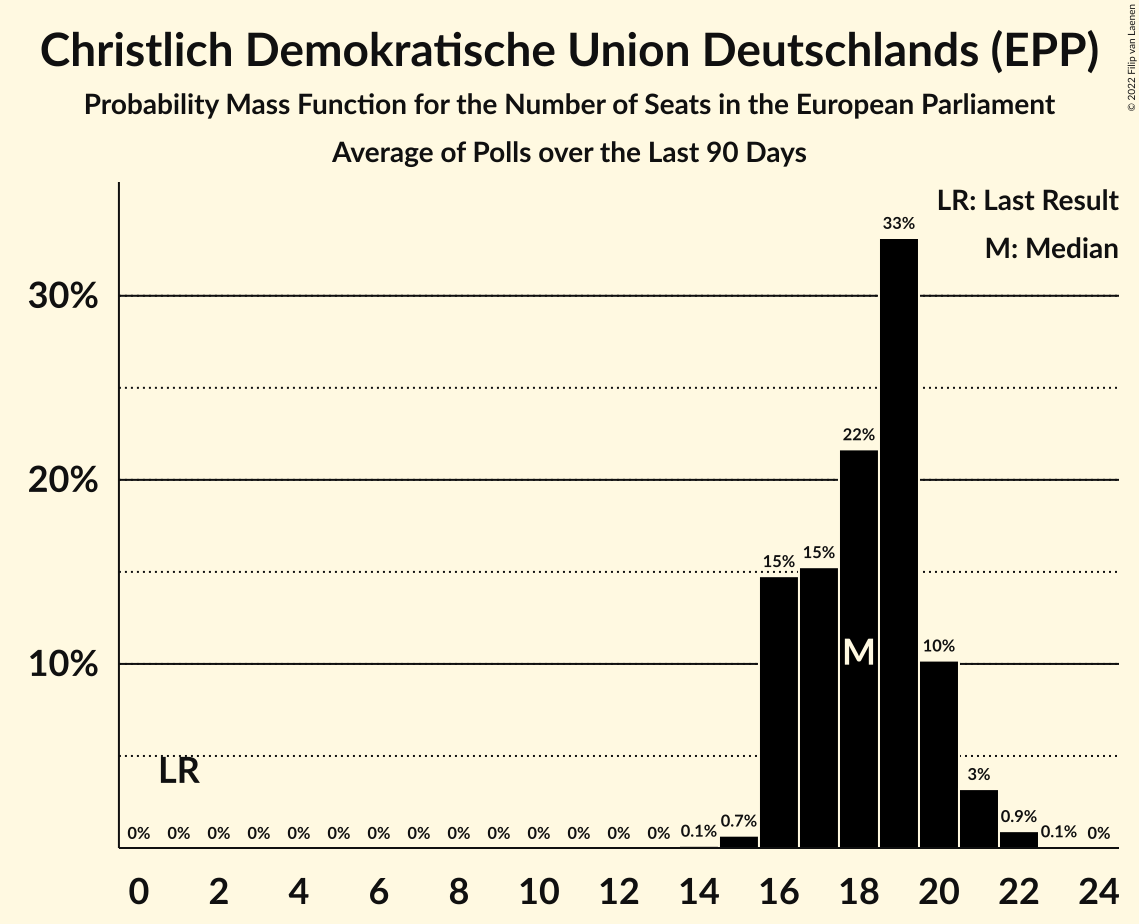 Christlich Demokratische Union Deutschlands (EPP)
Probability Mass Function for the Number of Seats in the European Parliament
Average of Polls over the Last 90 Days
© 2022 Filip van Laenen
LR: Last Result
M: Median
33%
30%
22%
20%
15% 15%
M
10%
10%
LR
3%
0% 0% 0% 0% 0% 0% 0% 0% 0% 0% 0% 0% 0% 0% 0.1% 0.7% 0.9% 0.1% 0%
0 2 4 6 8 10 12 14 16 18 20 22 24